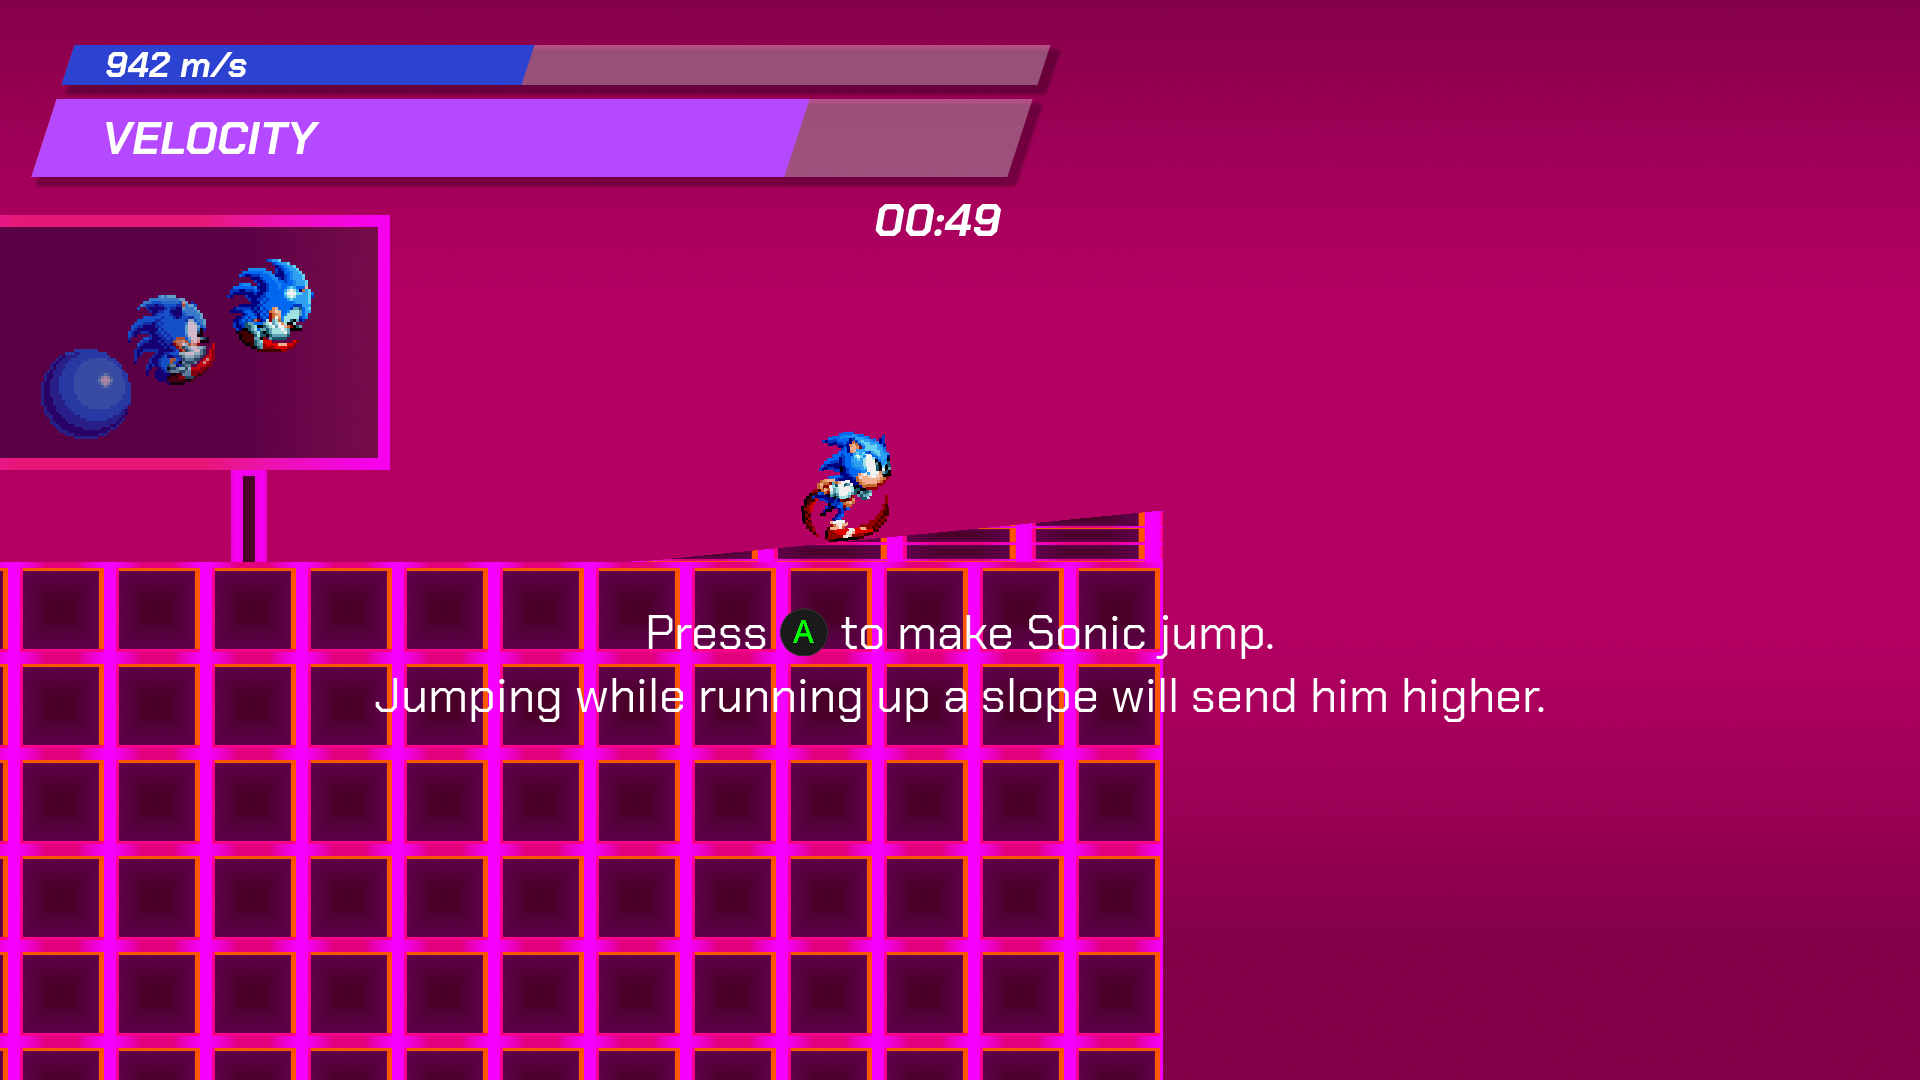 942 m/s
VELOCITY
00:49
Press A to make Sonic jump.
Jumping while running up a slope will send him higher.